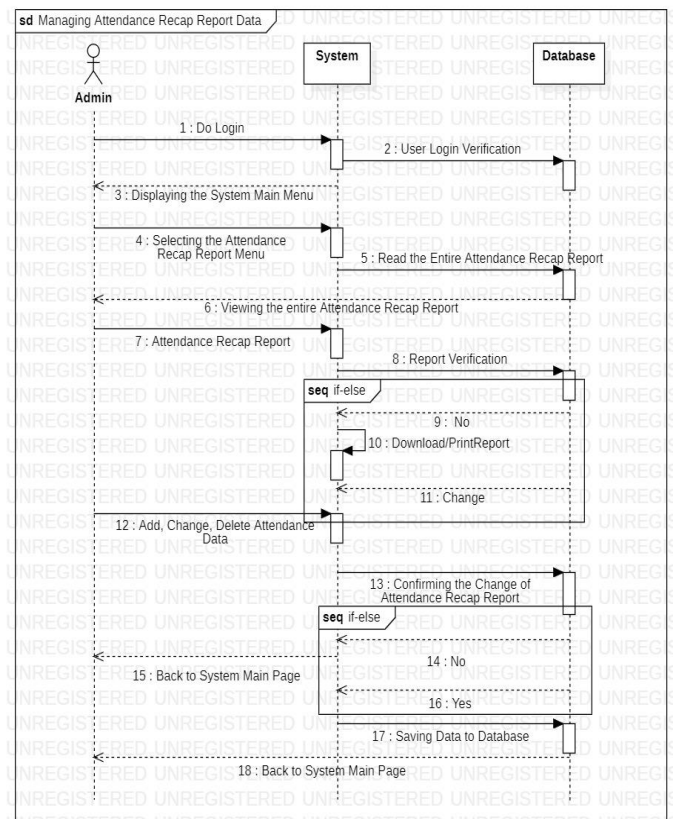 sd Managing Attendance Recap Report Data
Admin
System
Database
1 : Do Login
2 : User Login Verification
3 : Displaying the System Main Menu
4 : Selecting the Attendance
Recap Report Menu
5 : Read the Entire Attendance Recap Report
6 : Viewing the entire Attendance Recap Report
7 : Attendance Recap Report
8 : Report Verification
seq if-else
9 : No
10 : Download/PrintReport
11 : Change
12 : Add, Change, Delete Attendance
Data
13 : Confirming the Change of
Attendance Recap Report
seq if-else
14 : No
15 : Back to System Main Page
16 : Yes
17 : Saving Data to Database
18 : Back to System Main Page
UNREGISTERED UNREGISTERED UNREGISTERED UNREGISTERED UNREGIS